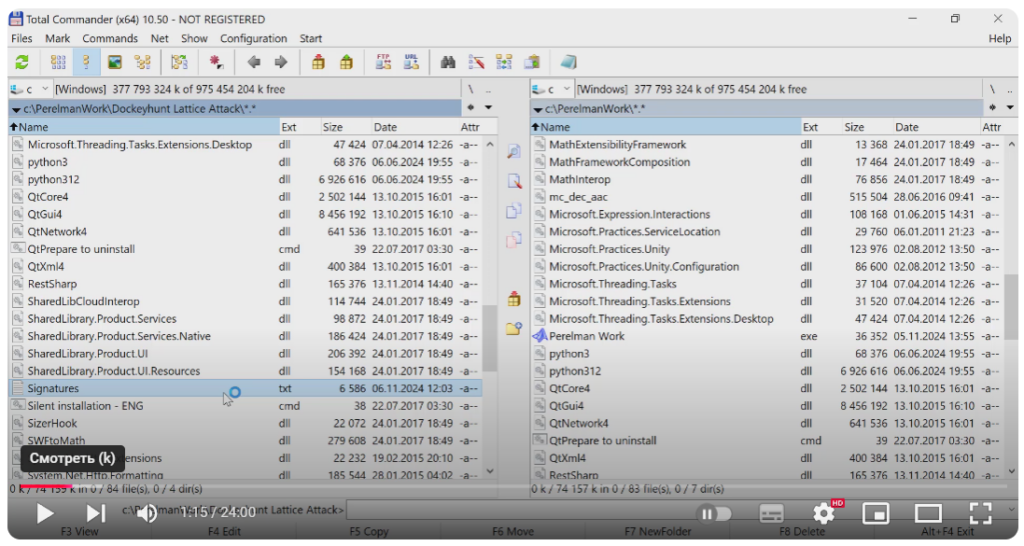 Total Commander (x64) 10.50 - NOT REGISTERED
Files Mark Commands Net Show Configuration Start Help
FTP URL
c [Windows] 377 793 324 k of 975 454 204 k free \ ..
c [Windows] 377 793 324 k of 975 454 204 k free \ ..
c:\PerelmanWork\Dockeyhunt Lattice Attack\*.*
c:\PerelmanWork\*.*
Name Ext Size Date Attr
Microsoft.Threading.Tasks.Extensions.Desktop dll 47 424 07.04.2014 12:26 -a--
python3 dll 68 376 06.06.2024 19:55 -a--
python312 dll 6 926 616 06.06.2024 19:55 -a--
QtCore4 dll 2 502 144 13.10.2015 16:01 -a--
QtGui4 dll 8 456 192 13.10.2015 16:10 -a--
QtNetwork4 dll 641 536 13.10.2015 16:01 -a--
QtPrepare to uninstall cmd 39 22.07.2017 03:30 -a--
QtXml4 dll 400 384 13.10.2015 16:01 -a--
RestSharp dll 165 376 13.11.2014 14:40 -a--
SharedLibCloudInterop dll 114 744 24.01.2017 18:49 -a--
SharedLibrary.Product.Services dll 98 872 24.01.2017 18:49 -a--
SharedLibrary.Product.Services.Native dll 186 424 24.01.2017 18:49 -a--
SharedLibrary.Product.UI dll 206 392 24.01.2017 18:49 -a--
SharedLibrary.Product.UI.Resources dll 154 168 24.01.2017 18:49 -a--
Signatures txt 6 586 06.11.2024 12:03 -a--
Silent installation - ENG cmd 38 22.07.2017 03:30 -a--
SizerHook dll 22 072 24.01.2017 18:49 -a--
SWFtoMath dll 279 608 24.01.2017 18:49 -a--
dll 22 232 19.02.2015 20:10 -a--
System.Net.Http.Formatting dll 185 544 28.01.2015 04:02 -a--
0 k / 74 159 k in 0 / 84 file(s), 0 / 4 dir(s)
Name Ext Size Date Attr
MathExtensibilityFramework dll 13 368 24.01.2017 18:49 -a--
MathFrameworkComposition dll 17 464 24.01.2017 18:49 -a--
MathInterop dll 76 856 24.01.2017 18:49 -a--
mc_dec_aac dll 515 504 28.06.2016 09:41 -a--
Microsoft.Expression.Interactions dll 108 168 01.06.2015 14:31 -a--
Microsoft.Practices.ServiceLocation dll 29 760 06.01.2011 21:23 -a--
Microsoft.Practices.Unity dll 123 976 02.08.2012 13:50 -a--
Microsoft.Practices.Unity.Configuration dll 86 600 02.08.2012 13:50 -a--
Microsoft.Threading.Tasks dll 37 104 07.04.2014 12:26 -a--
Microsoft.Threading.Tasks.Extensions dll 31 520 07.04.2014 12:26 -a--
Microsoft.Threading.Tasks.Extensions.Desktop dll 47 424 07.04.2014 12:26 -a--
Perelman Work exe 36 352 05.11.2024 13:55 -a--
python3 dll 68 376 06.06.2024 19:55 -a--
python312 dll 6 926 616 06.06.2024 19:55 -a--
QtCore4 dll 2 502 144 13.10.2015 16:01 -a--
QtGui4 dll 8 456 192 13.10.2015 16:10 -a--
QtNetwork4 dll 641 536 13.10.2015 16:01 -a--
QtPrepare to uninstall cmd 39 22.07.2017 03:30 -a--
QtXml4 dll 400 384 13.10.2015 16:01 -a--
RestSharp dll 165 376 13.11.2014 14:40 -a--
0 k / 74 157 k in 0 / 83 file(s), 0 / 7 dir(s)
Смотреть (k)
c:\PerelmanWork\Dockeyhunt Lattice Attack>
1:15 / 24:00 HD
F3 View F4 Edit F5 Copy F6 Move F7 NewFolder F8 Delete Alt+F4 Exit